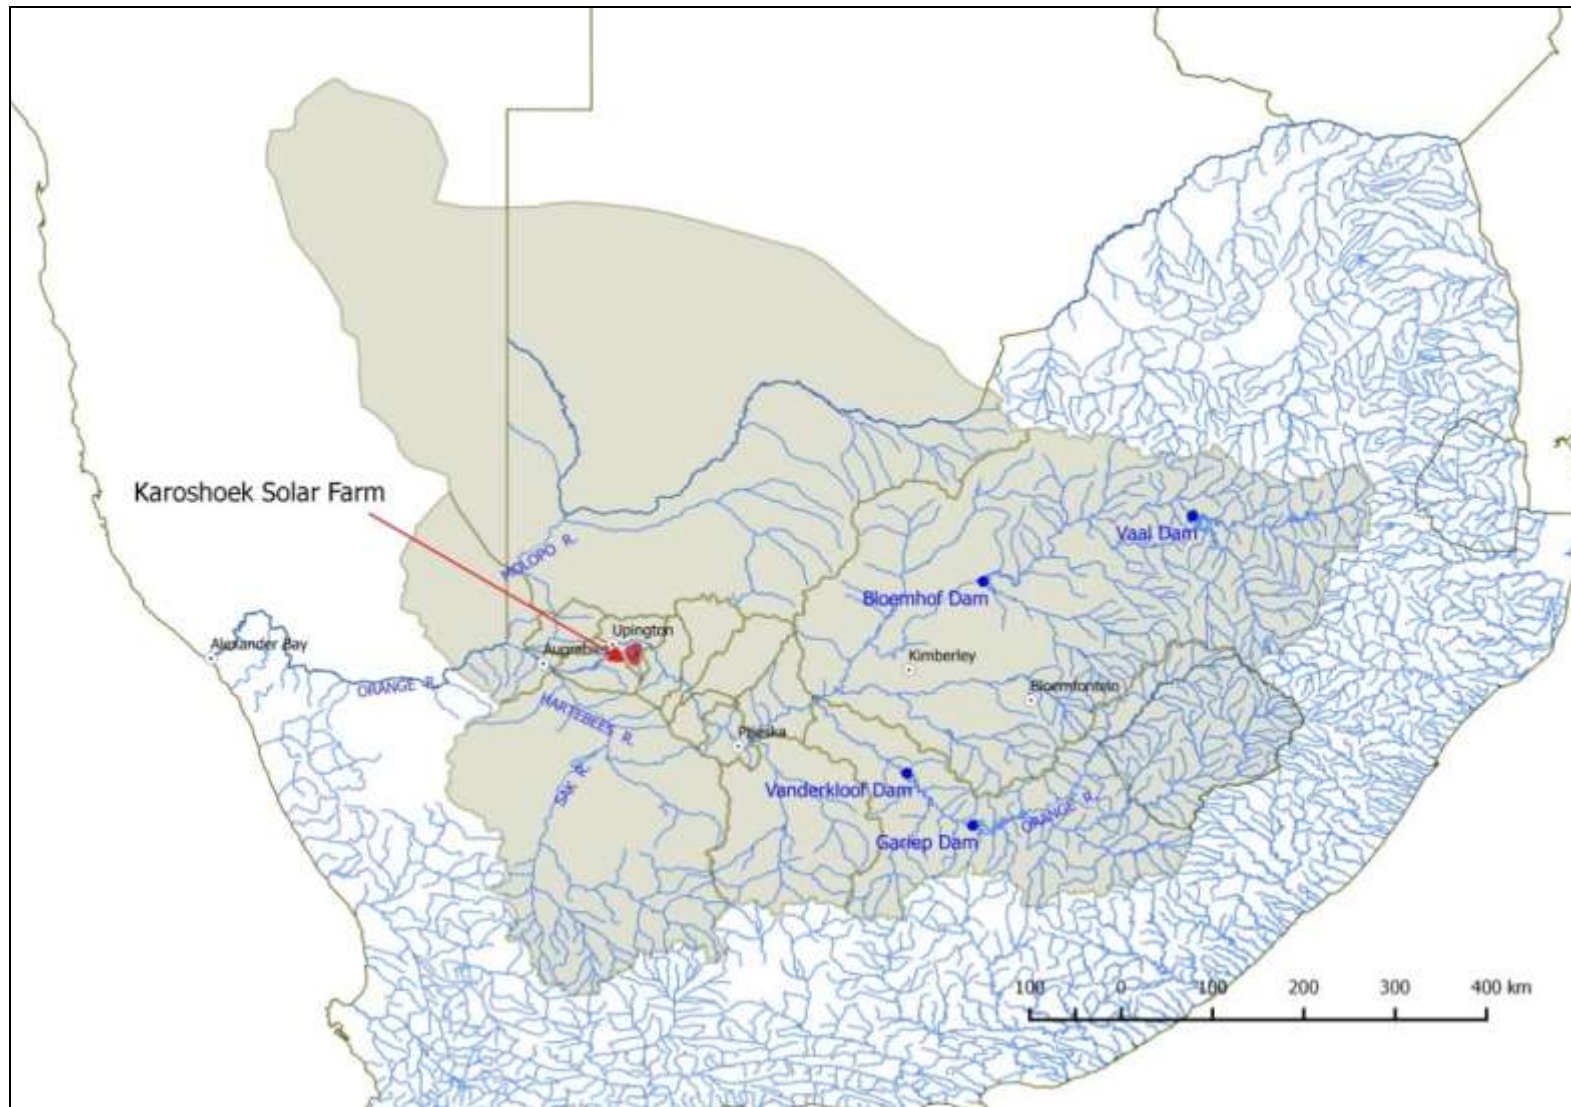 Karoshoek Solar Farm
Vaal Dam
MOLOPO R.
Bloemhof Dam
Upington
Alexander Bay
Augrabies
Kimberley
ORANGE R.
Bloemfontein
HARTEBEES R.
Prieska
SAK R.
Vanderkloof Dam
ORANGE R.
Gariep Dam
100 0 100 200 300 400 km